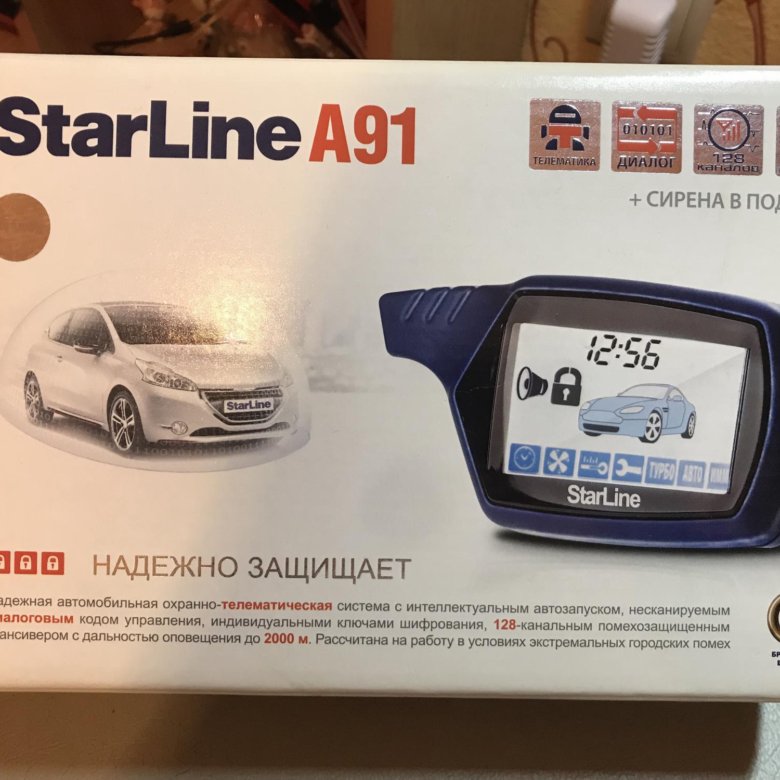 StarLine A91
ТЕЛЕМАТИКА
010101
ДИАЛОГ
128
каналов
+ СИРЕНА В ПОД
12:56
ТУРБО АВТО ИММ
StarLine
StarLine
НАДЕЖНО ЗАЩИЩАЕТ
адежная автомобильная охранно-телематическая система с интеллектуальным автозапуском, несканируемым
иалоговым кодом управления, индивидуальными ключами шифрования, 128-канальным помехозащищенным
ансивером с дальностью оповещения до 2000 м. Рассчитана на работу в условиях экстремальных городских помех